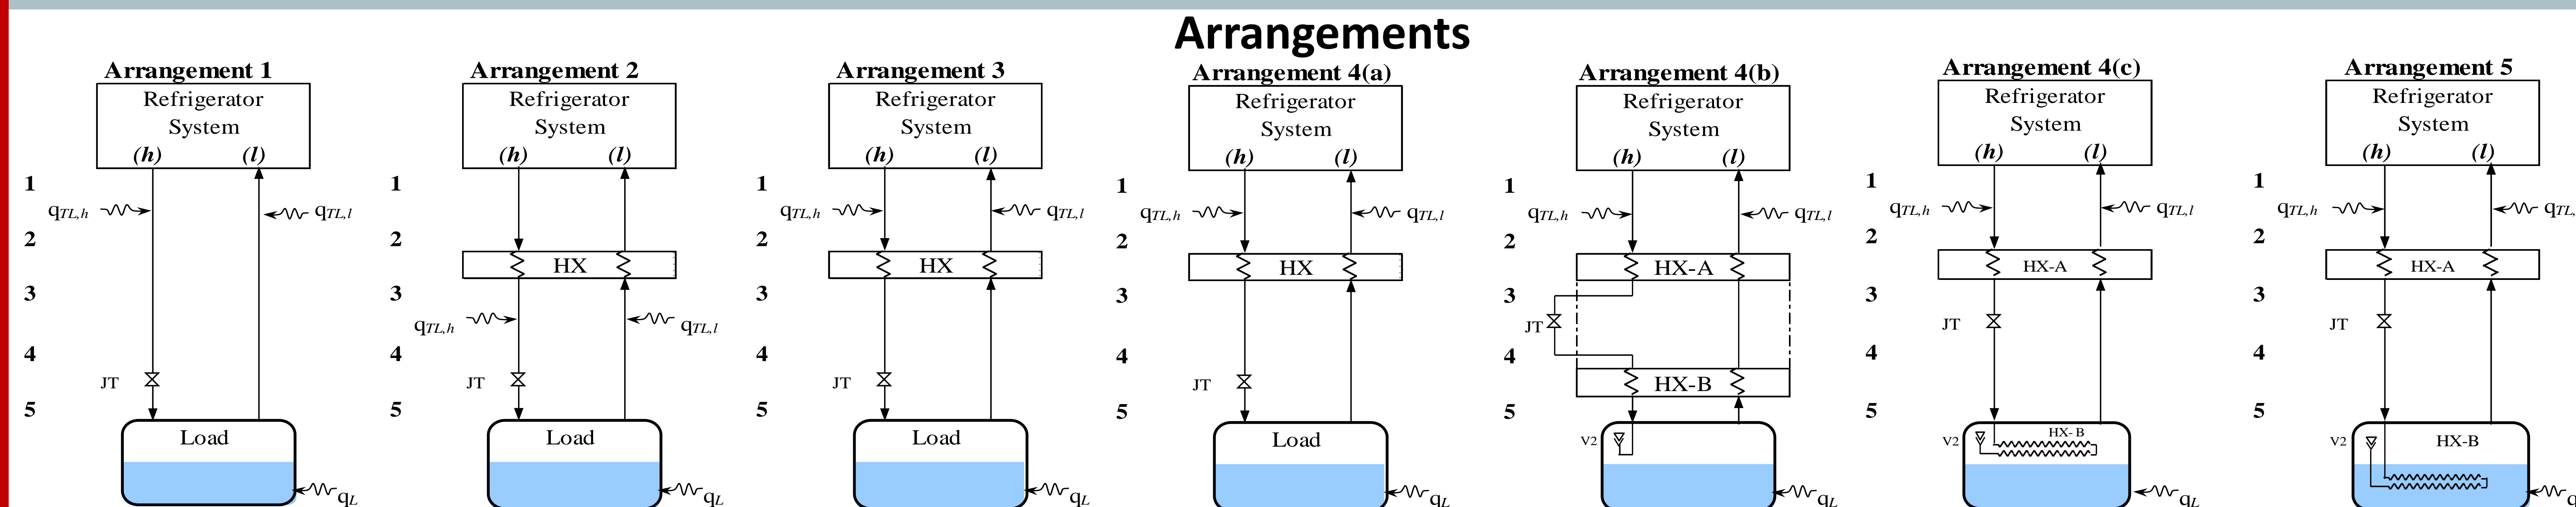 Arrangements
Arrangement 1
Refrigerator
System
(h) (l)
1
qTL,h qTL,l
2
3
4
JT
5
Load
qL
Arrangement 2
Refrigerator
System
(h) (l)
1
2
HX
3
qTL,h qTL,l
4
JT
5
Load
qL
Arrangement 3
Refrigerator
System
(h) (l)
1
qTL,h qTL,l
2
HX
3
4
JT
5
Load
qL
Arrangement 4(a)
Refrigerator
System
(h) (l)
1
qTL,h qTL,l
2
HX
3
4
JT
5
Load
qL
Arrangement 4(b)
Refrigerator
System
(h) (l)
1
qTL,h qTL,l
2
HX-A
3
JT
4
HX-B
5
V2
qL
Arrangement 4(c)
Refrigerator
System
(h) (l)
1
qTL,h qTL,l
2
HX-A
3
JT
4
5
V2 HX-B
qL
Arrangement 5
Refrigerator
System
(h) (l)
1
qTL,h qTL,
2
HX-A
3
JT
4
5
V2 HX-B
q